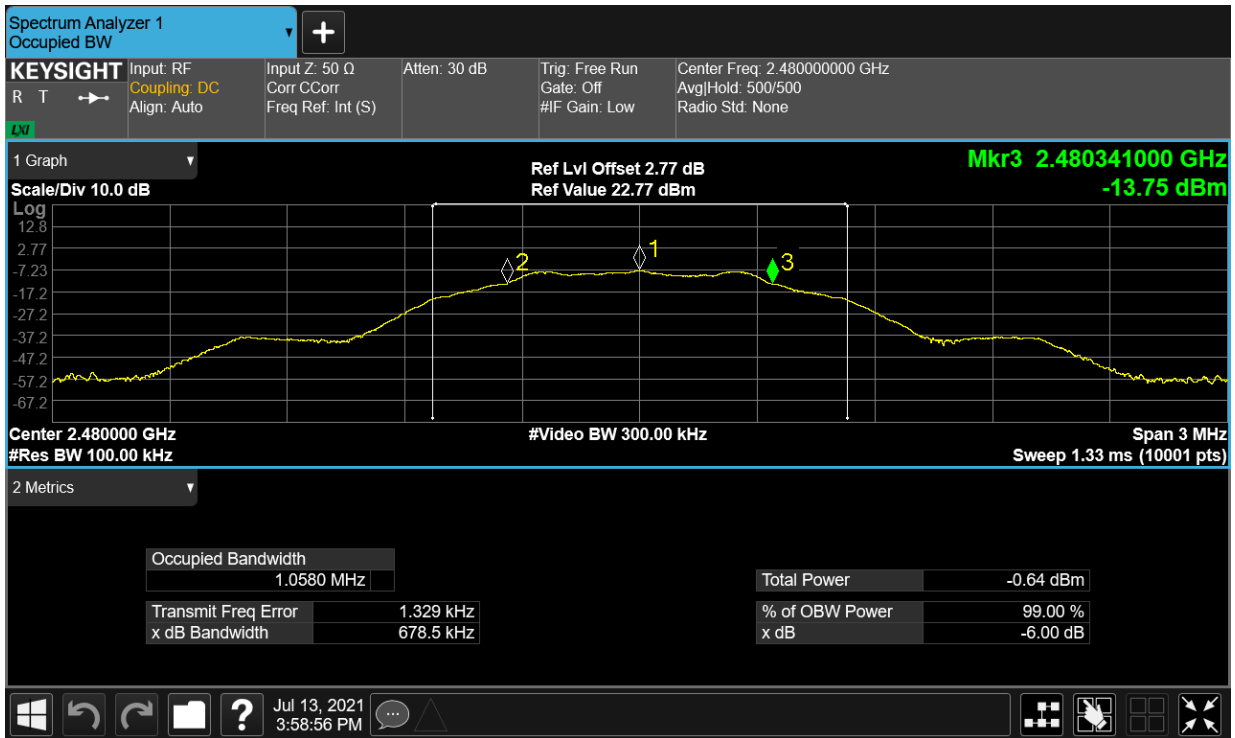 Spectrum Analyzer 1
Occupied BW
KEYSIGHT
R T
LXI
Input: RF
Coupling: DC
Align: Auto
Input Z: 50 Ω
Corr CCorr
Freq Ref: Int (S)
Atten: 30 dB
Trig: Free Run
Gate: Off
#IF Gain: Low
Center Freq: 2.480000000 GHz
Avg|Hold: 500/500
Radio Std: None
1 Graph
Scale/Div 10.0 dB
Ref Lvl Offset 2.77 dB
Ref Value 22.77 dBm
Mkr3 2.480341000 GHz
-13.75 dBm
Log
12.8
2.77
-7.23
-17.2
-27.2
-37.2
-47.2
-57.2
-67.2
2
1
3
Center 2.480000 GHz
#Video BW 300.00 kHz
Span 3 MHz
#Res BW 100.00 kHz
Sweep 1.33 ms (10001 pts)
2 Metrics
Occupied Bandwidth
1.0580 MHz
Total Power -0.64 dBm
Transmit Freq Error 1.329 kHz
% of OBW Power 99.00 %
x dB Bandwidth 678.5 kHz
x dB -6.00 dB
?
Jul 13, 2021
3:58:56 PM